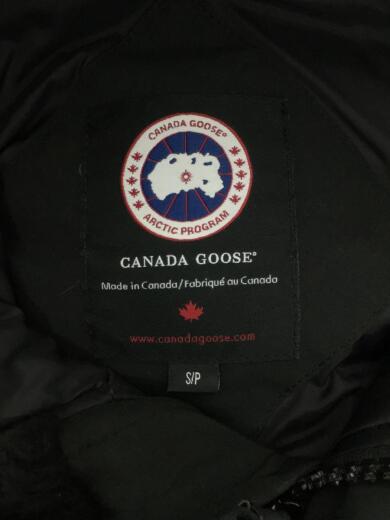 CANADA GOOSE®
ARCTIC PROGRAM
CANADA GOOSE®
Made in Canada/Fabriqué au Canada
www.canadagoose.com
S/P